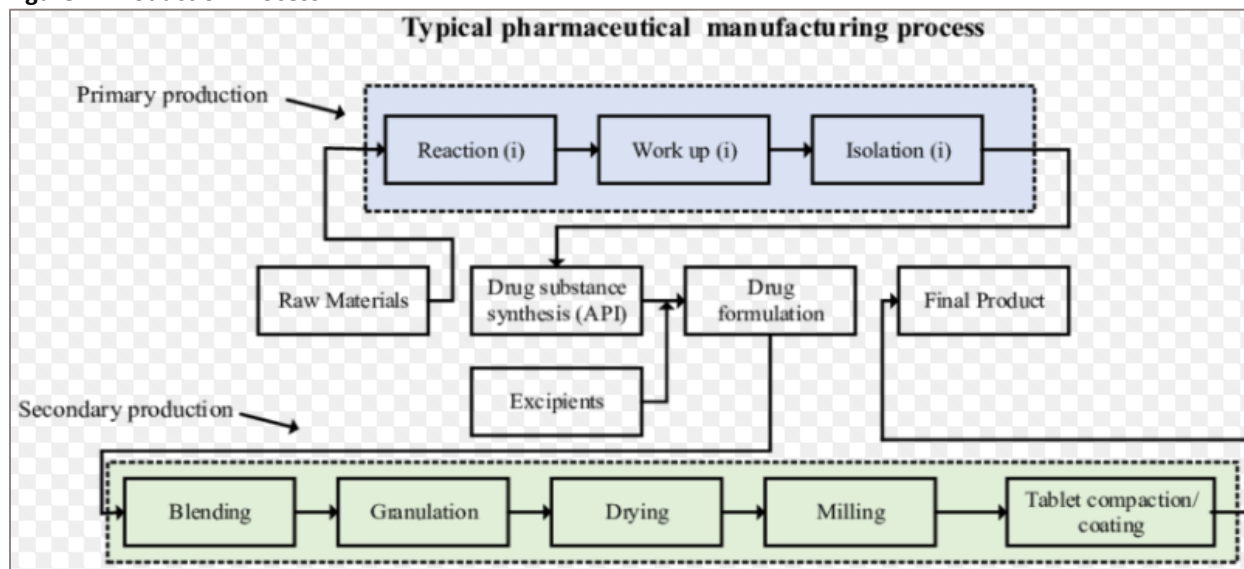 Typical pharmaceutical manufacturing process
Primary production
Reaction (i)
Work up (i)
Isolation (i)
Raw Materials
Drug substance
synthesis (API)
Drug
formulation
Final Product
Excipients
Secondary production
Blending
Granulation
Drying
Milling
Tablet compaction/
coating